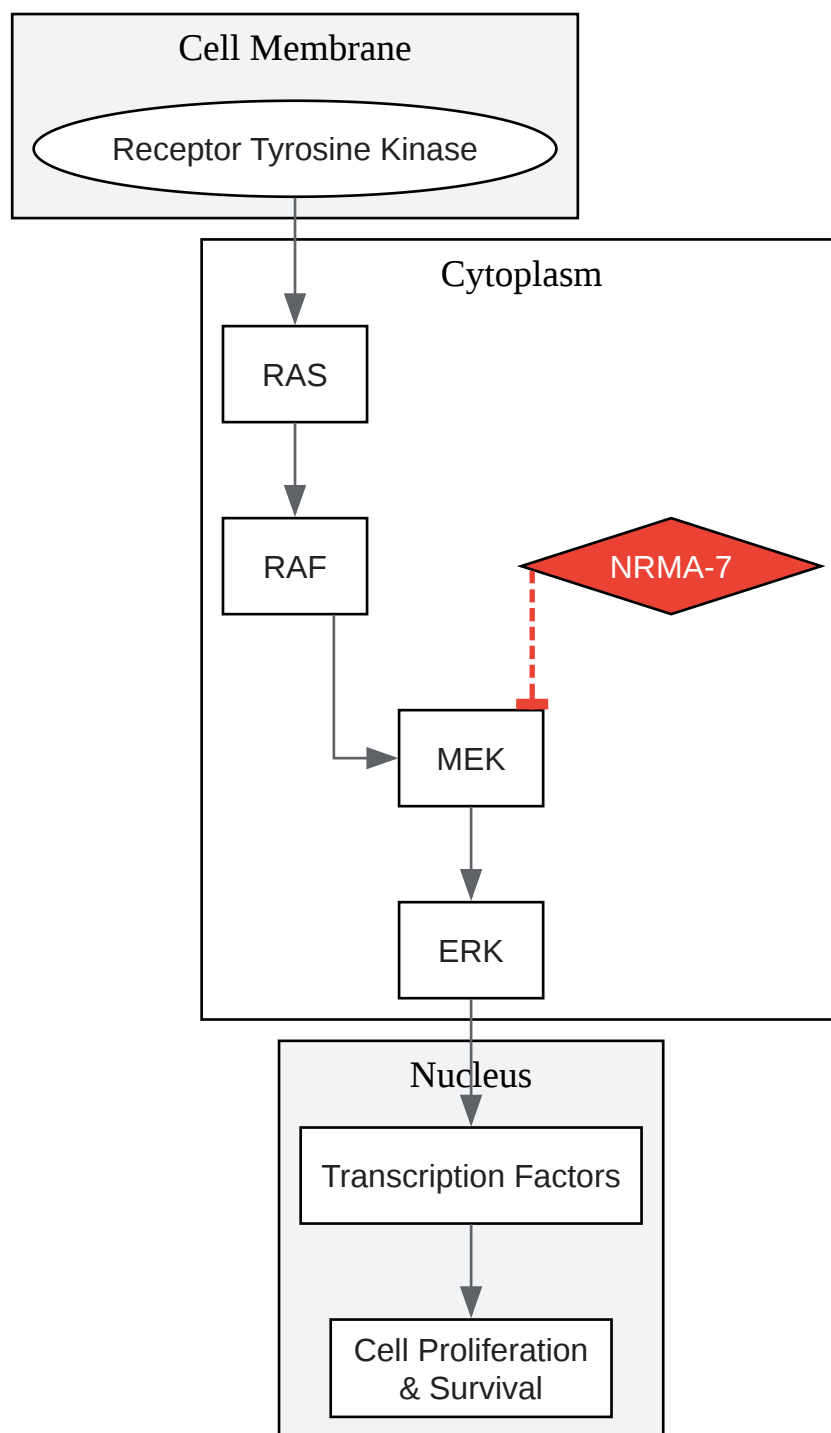 Cell Membrane
Receptor Tyrosine Kinase
Cytoplasm
RAS
RAF
NRMA-7
MEK
ERK
Nucleus
Transcription Factors
Cell Proliferation
& Survival